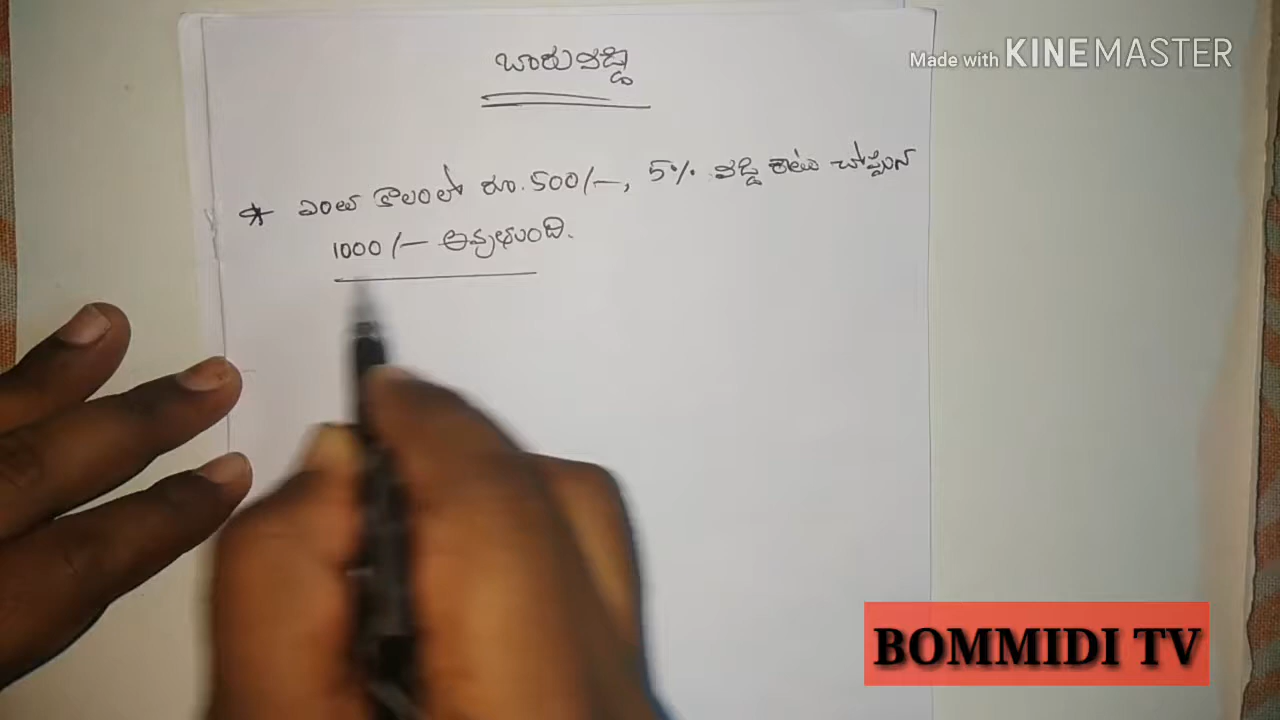 బారువడ్డి
Made with KINEMASTER
* ఎంత కాలంలో రూ. 500/-, 5% వడ్డి రేటు చొప్పున
1000/- అవుతుంది.
BOMMIDI TV